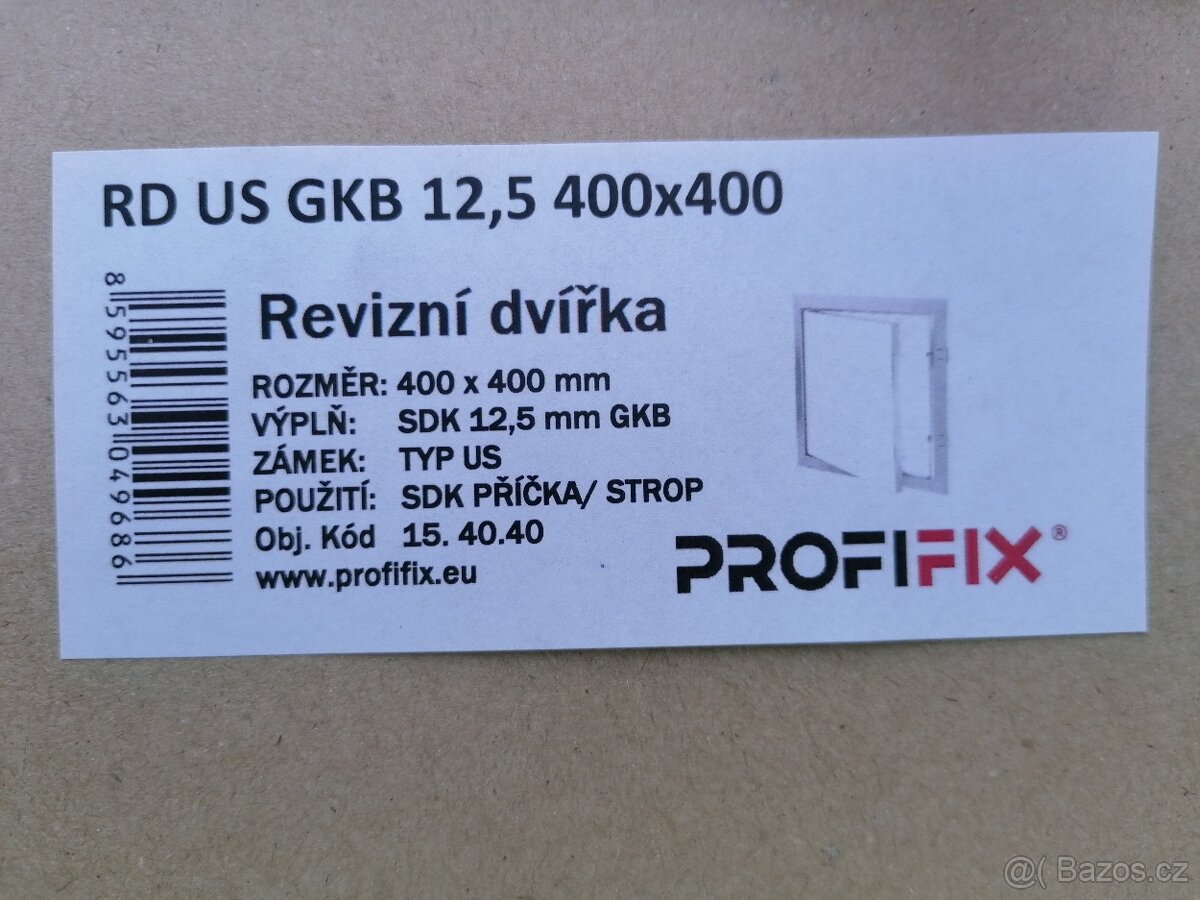 RD US GKB 12,5 400x400
8595563049686
Revizní dvířka
ROZMĚR: 400 x 400 mm
VÝPLŇ: SDK 12,5 mm GKB
ZÁMEK: TYP US
POUŽITÍ: SDK PŘÍČKA/ STROP
Obj. Kód 15. 40.40
www.profifix.eu
PROFIFIX®
@( Bazos.cz